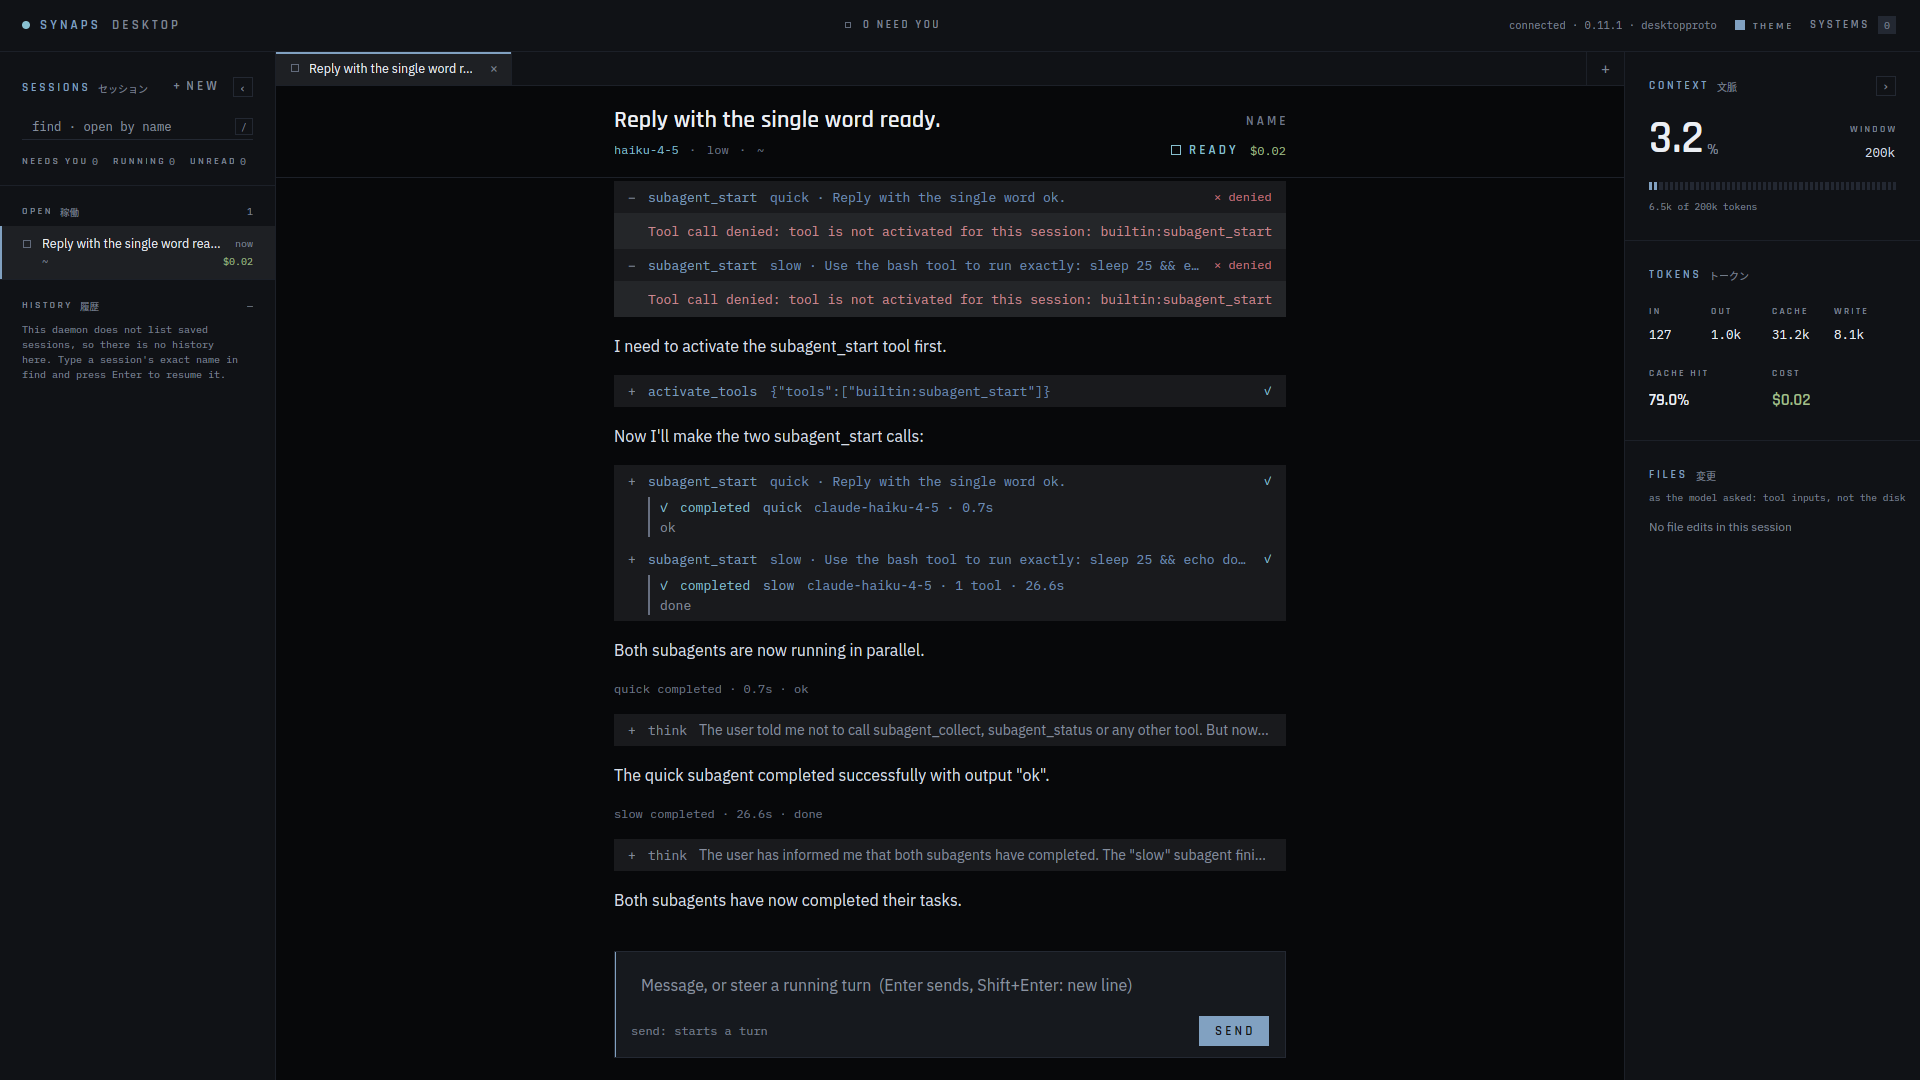 SYNAPS DESKTOP
0 NEED YOU
connected · 0.11.1 · desktopproto
THEME
SYSTEMS 0
SESSIONS セッション
+ NEW
‹
find · open by name
/
NEEDS YOU 0 RUNNING 0 UNREAD 0
OPEN 稼働 1
Reply with the single word rea... now
~ $0.02
HISTORY 履歴 —
This daemon does not list saved
sessions, so there is no history
here. Type a session's exact name in
find and press Enter to resume it.
Reply with the single word r... ×
+
Reply with the single word ready.
NAME
haiku-4-5 · low · ~
READY $0.02
− subagent_start quick · Reply with the single word ok. × denied
Tool call denied: tool is not activated for this session: builtin:subagent_start
− subagent_start slow · Use the bash tool to run exactly: sleep 25 && e… × denied
Tool call denied: tool is not activated for this session: builtin:subagent_start
I need to activate the subagent_start tool first.
+ activate_tools {"tools":["builtin:subagent_start"]} ✓
Now I'll make the two subagent_start calls:
+ subagent_start quick · Reply with the single word ok. ✓
✓ completed quick claude-haiku-4-5 · 0.7s
ok
+ subagent_start slow · Use the bash tool to run exactly: sleep 25 && echo do… ✓
✓ completed slow claude-haiku-4-5 · 1 tool · 26.6s
done
Both subagents are now running in parallel.
quick completed · 0.7s · ok
+ think The user told me not to call subagent_collect, subagent_status or any other tool. But now...
The quick subagent completed successfully with output "ok".
slow completed · 26.6s · done
+ think The user has informed me that both subagents have completed. The "slow" subagent fini...
Both subagents have now completed their tasks.
Message, or steer a running turn (Enter sends, Shift+Enter: new line)
send: starts a turn
SEND
CONTEXT 文脈
›
3.2 %
WINDOW
200k
6.5k of 200k tokens
TOKENS トークン
IN OUT CACHE WRITE
127 1.0k 31.2k 8.1k
CACHE HIT COST
79.0% $0.02
FILES 変更
as the model asked: tool inputs, not the disk
No file edits in this session